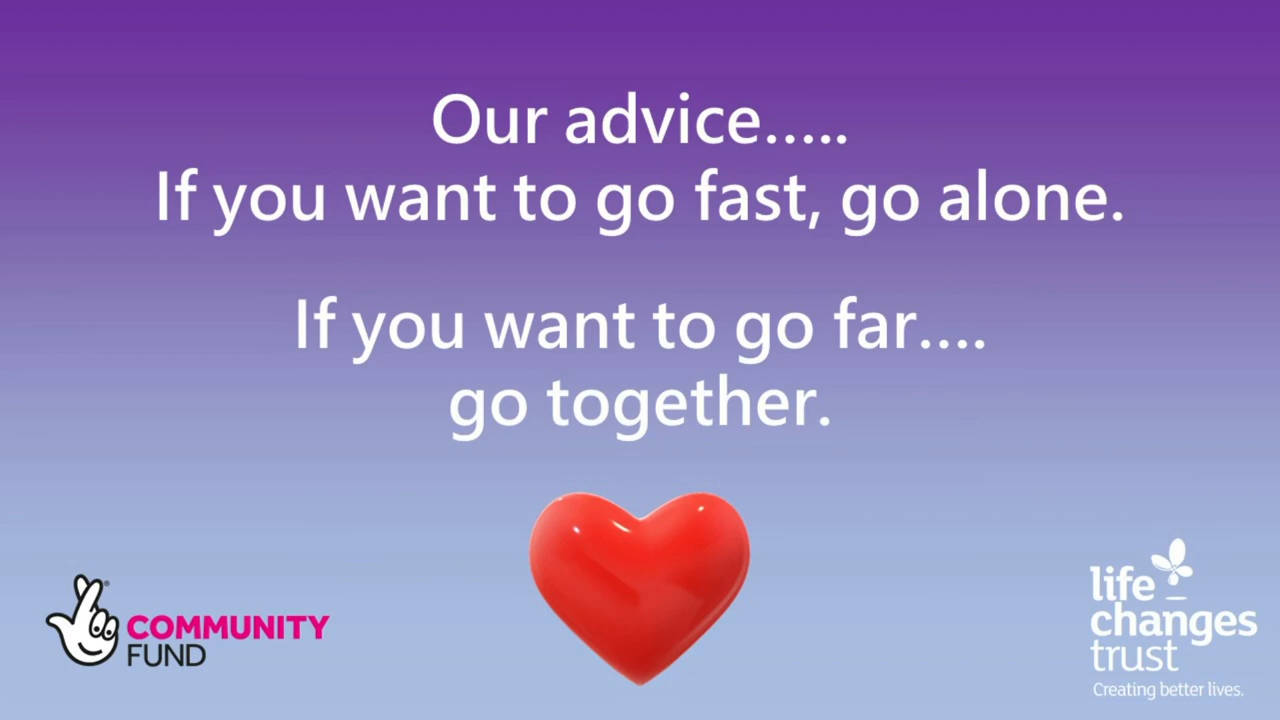 Our advice.....
If you want to go fast, go alone.
If you want to go far....
go together.
COMMUNITY
FUND
life
changes
trust
Creating better lives.